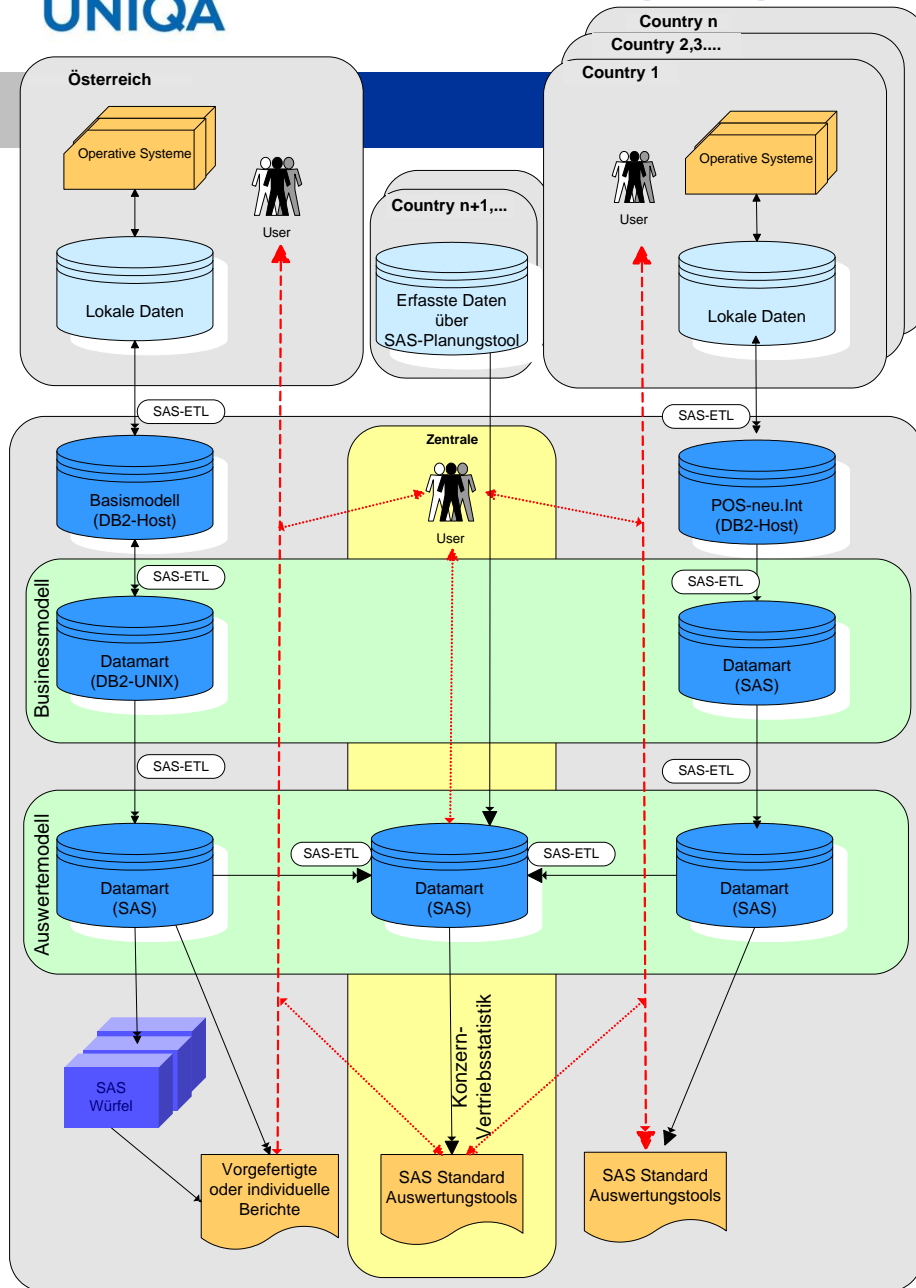 UNIQA
Country n
Country 2,3....
Country 1
Österreich
Operative Systeme
User
Lokale Daten
Country n+1,...
Erfasste Daten
über
SAS-Planungstool
User
Operative Systeme
Lokale Daten
SAS-ETL
SAS-ETL
Basismodell
(DB2-Host)
Zentrale
User
POS-neu.Int
(DB2-Host)
SAS-ETL
SAS-ETL
Businessmodell
Datamart
(DB2-UNIX)
Datamart
(SAS)
SAS-ETL
SAS-ETL
Auswertemodell
Datamart
(SAS)
SAS-ETL
Datamart
(SAS)
SAS-ETL
Datamart
(SAS)
Konzern-
Vertriebsstatistik
SAS
Würfel
Vorgefertigte
oder individuelle
Berichte
SAS Standard
Auswertungstools
SAS Standard
Auswertungstools